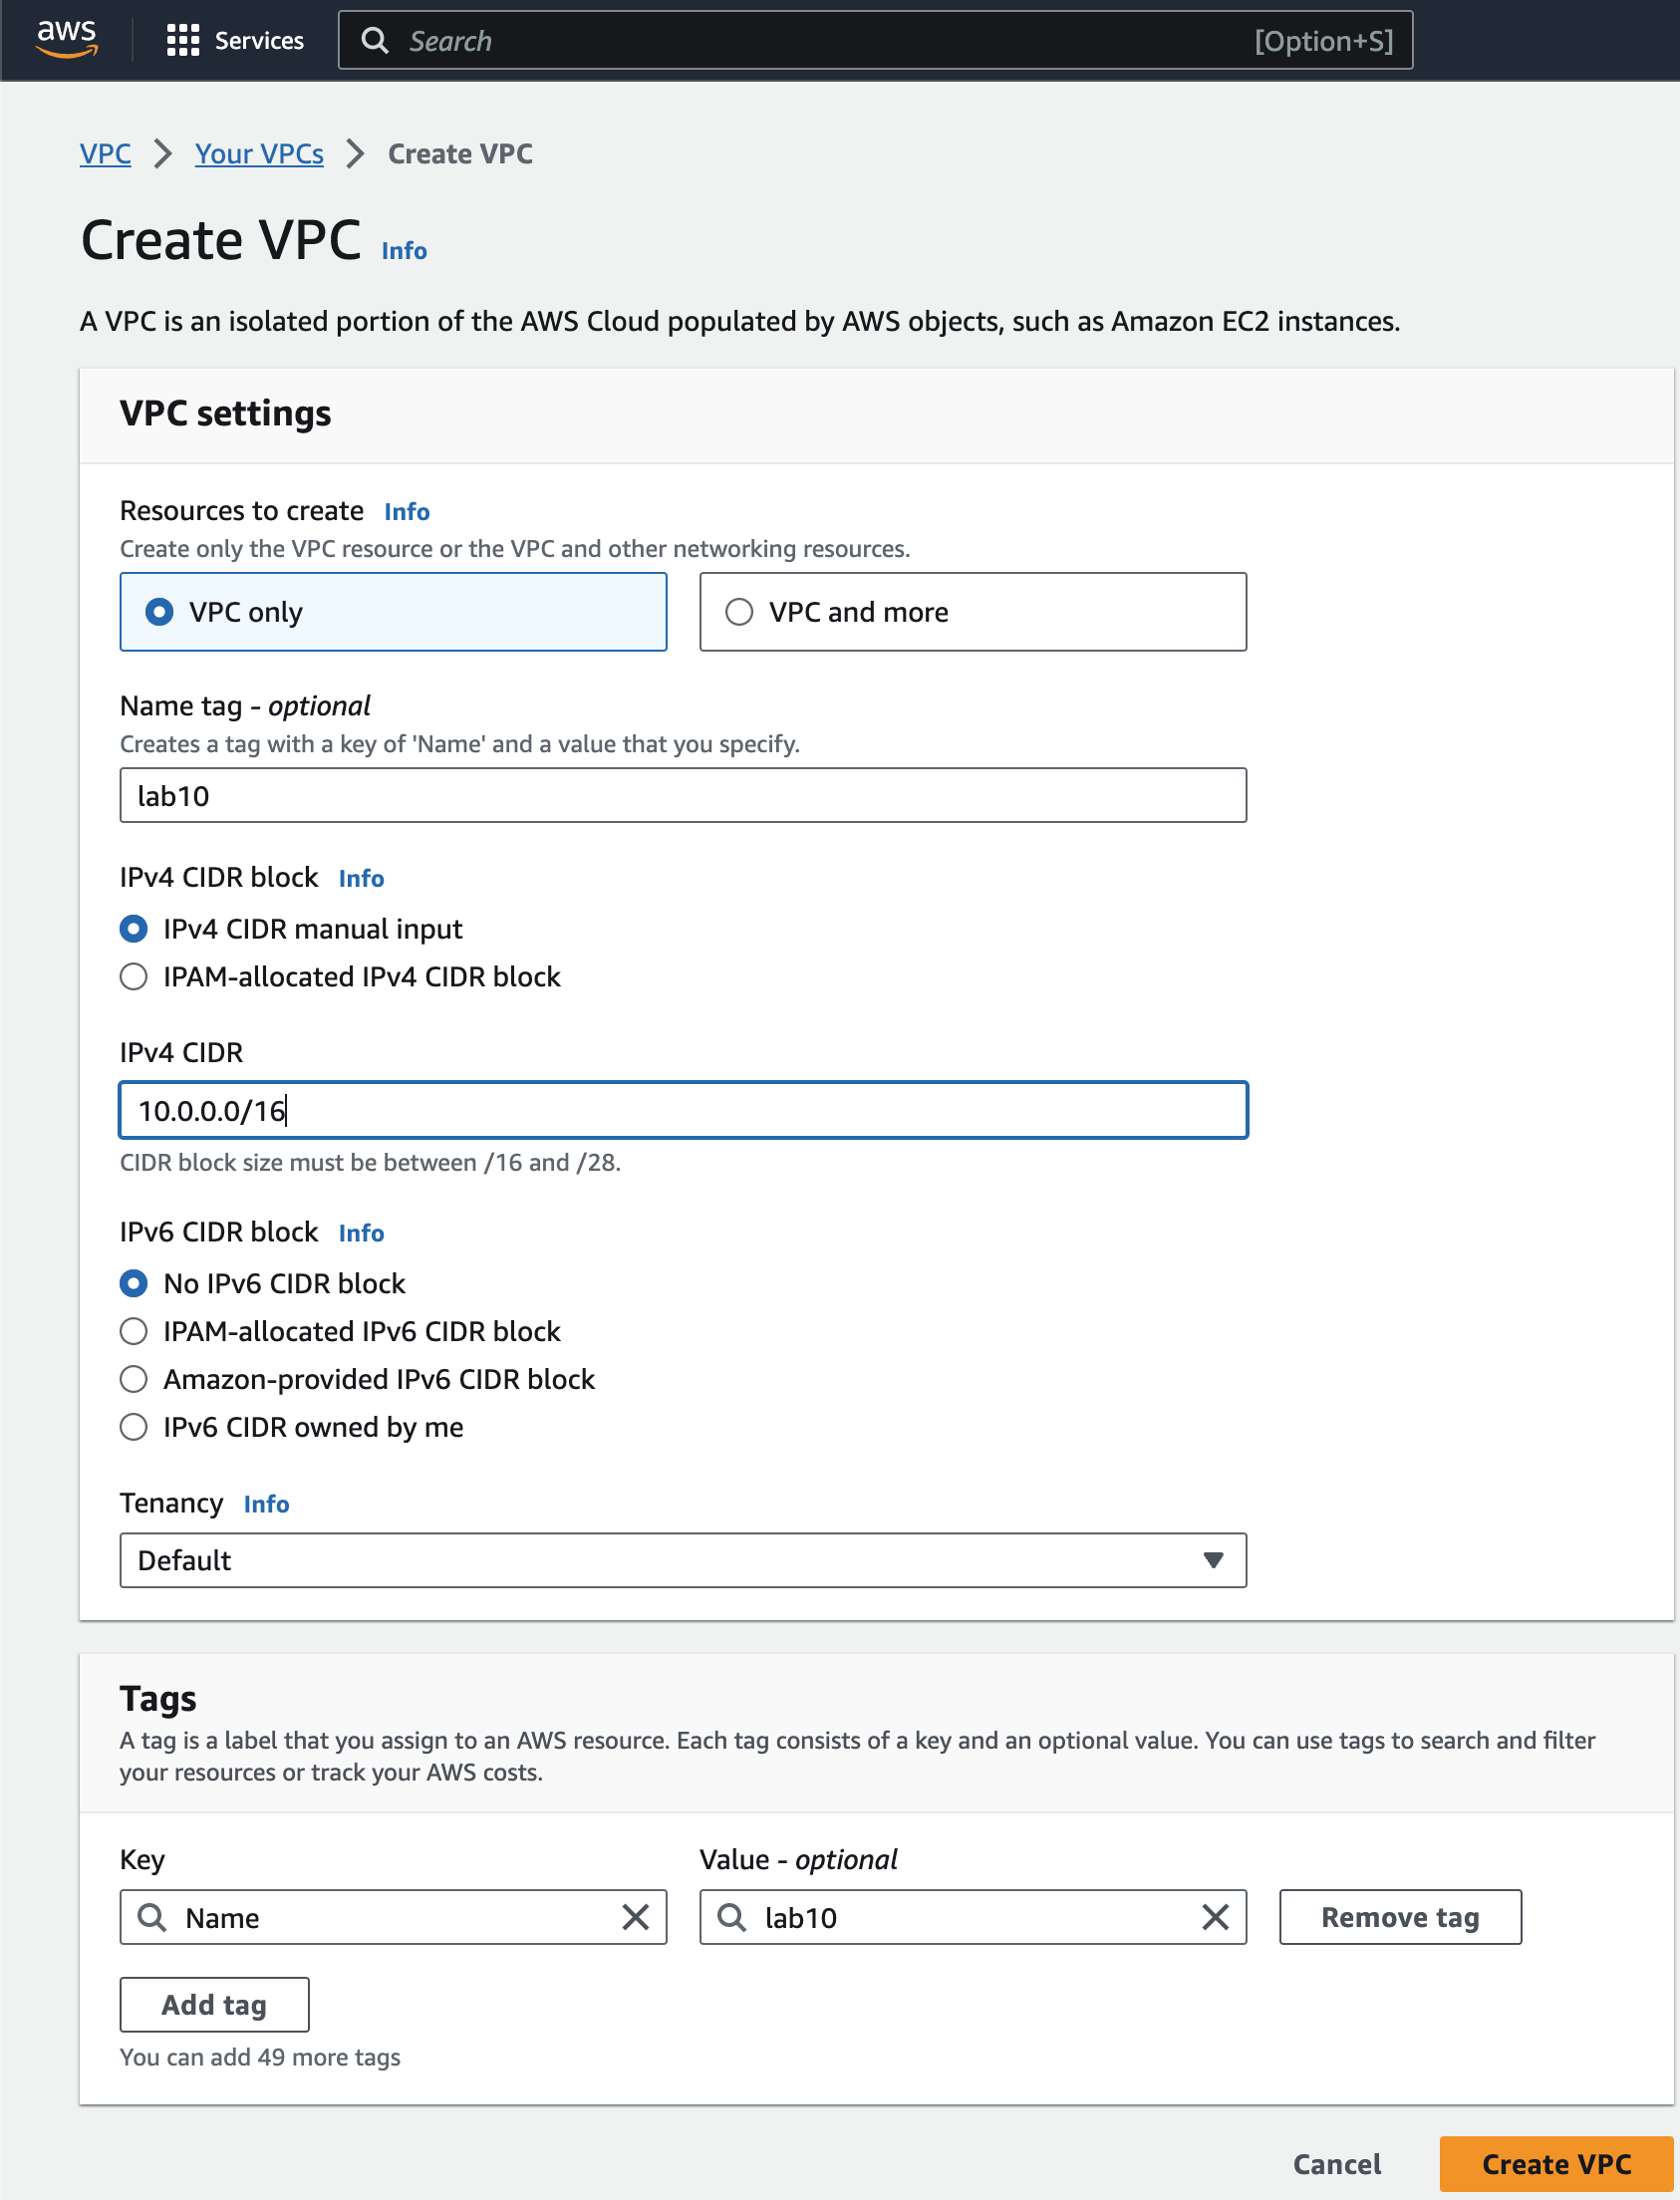 aws
Services
Search [Option+S]
VPC > Your VPCs > Create VPC
Create VPC Info
A VPC is an isolated portion of the AWS Cloud populated by AWS objects, such as Amazon EC2 instances.
VPC settings
Resources to create Info
Create only the VPC resource or the VPC and other networking resources.
VPC only VPC and more
Name tag - optional
Creates a tag with a key of 'Name' and a value that you specify.
lab10
IPv4 CIDR block Info
IPv4 CIDR manual input
IPAM-allocated IPv4 CIDR block
IPv4 CIDR
10.0.0.0/16
CIDR block size must be between /16 and /28.
IPv6 CIDR block Info
No IPv6 CIDR block
IPAM-allocated IPv6 CIDR block
Amazon-provided IPv6 CIDR block
IPv6 CIDR owned by me
Tenancy Info
Default
Tags
A tag is a label that you assign to an AWS resource. Each tag consists of a key and an optional value. You can use tags to search and filter
your resources or track your AWS costs.
Key Value - optional
Name lab10 Remove tag
Add tag
You can add 49 more tags
Cancel Create VPC